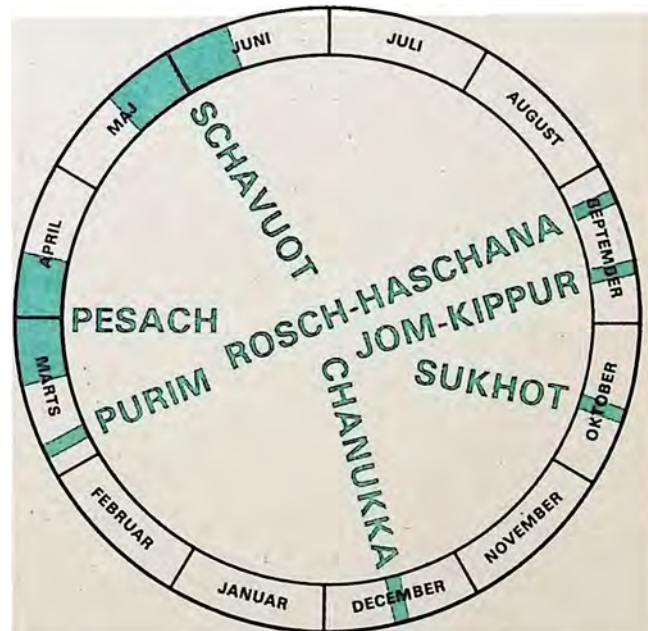 JUNI
JULI
AUGUST
SEPTEMBER
OKTOBER
NOVEMBER
DECEMBER
JANUAR
FEBRUAR
MARTS
APRIL
MAJ
SCHAVUOT
ROSCH-HASCHANA
JOM-KIPPUR
SUKHOT
CHANUKKA
PURIM
PESACH